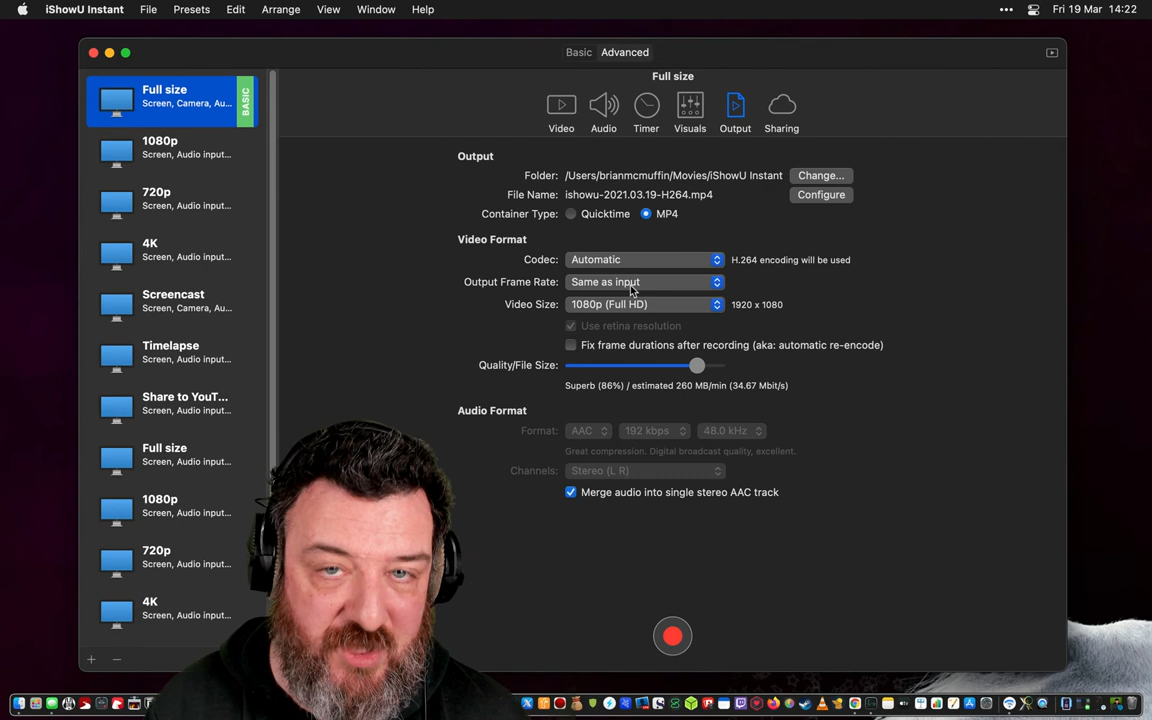 iShowU Instant File Presets Edit Arrange View Window Help Fri 19 Mar 14:22
Basic Advanced
Full size
Video Audio Timer Visuals Output Sharing
Full size
Screen, Camera, Au...
BASIC
1080p
Screen, Audio input...
720p
Screen, Audio input...
4K
Screen, Audio input...
Screencast
Screen, Camera, Au...
Timelapse
Screen, Audio input...
Share to YouT...
Screen, Audio input...
Full size
Screen, Audio input...
1080p
Screen, Audio input...
720p
Screen, Audio input...
4K
Screen, Audio input...
Output
Folder: /Users/brianmcmuffin/Movies/iShowU Instant Change...
File Name: ishowu-2021.03.19-H264.mp4 Configure
Container Type: Quicktime MP4
Video Format
Codec: Automatic H.264 encoding will be used
Output Frame Rate: Same as input
Video Size: 1080p (Full HD) 1920 x 1080
Use retina resolution
Fix frame durations after recording (aka: automatic re-encode)
Quality/File Size:
Superb (86%) / estimated 260 MB/min (34.67 Mbit/s)
Audio Format
Format: AAC 192 kbps 48.0 kHz
Great compression. Digital broadcast quality, excellent.
Channels: Stereo (L R)
Merge audio into single stereo AAC track